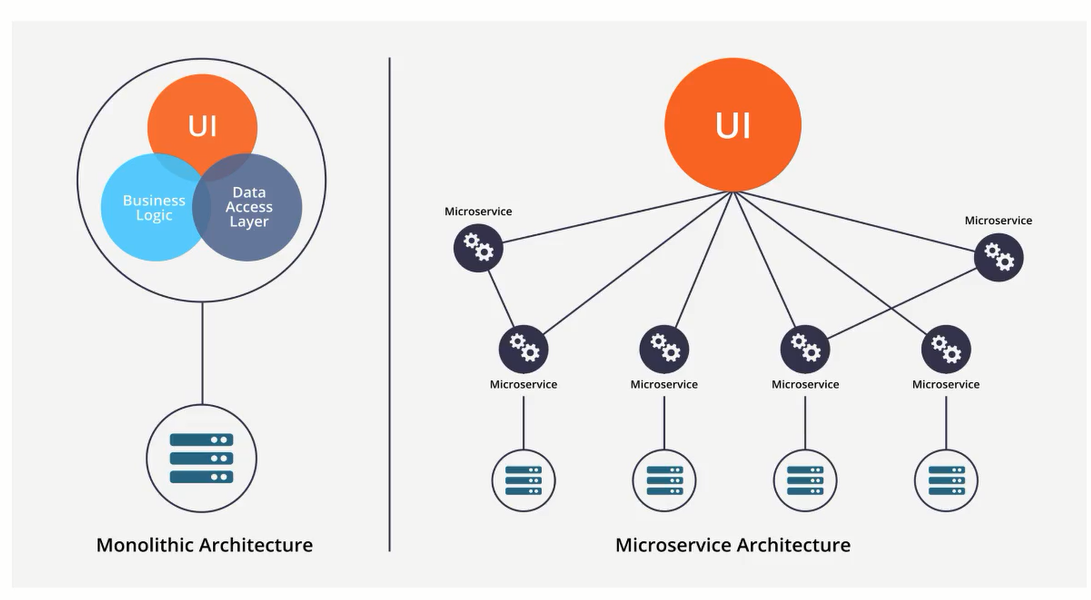 UI
Business
Logic
Data
Access
Layer
Monolithic Architecture
UI
Microservice
Microservice
Microservice
Microservice
Microservice
Microservice
Microservice Architecture